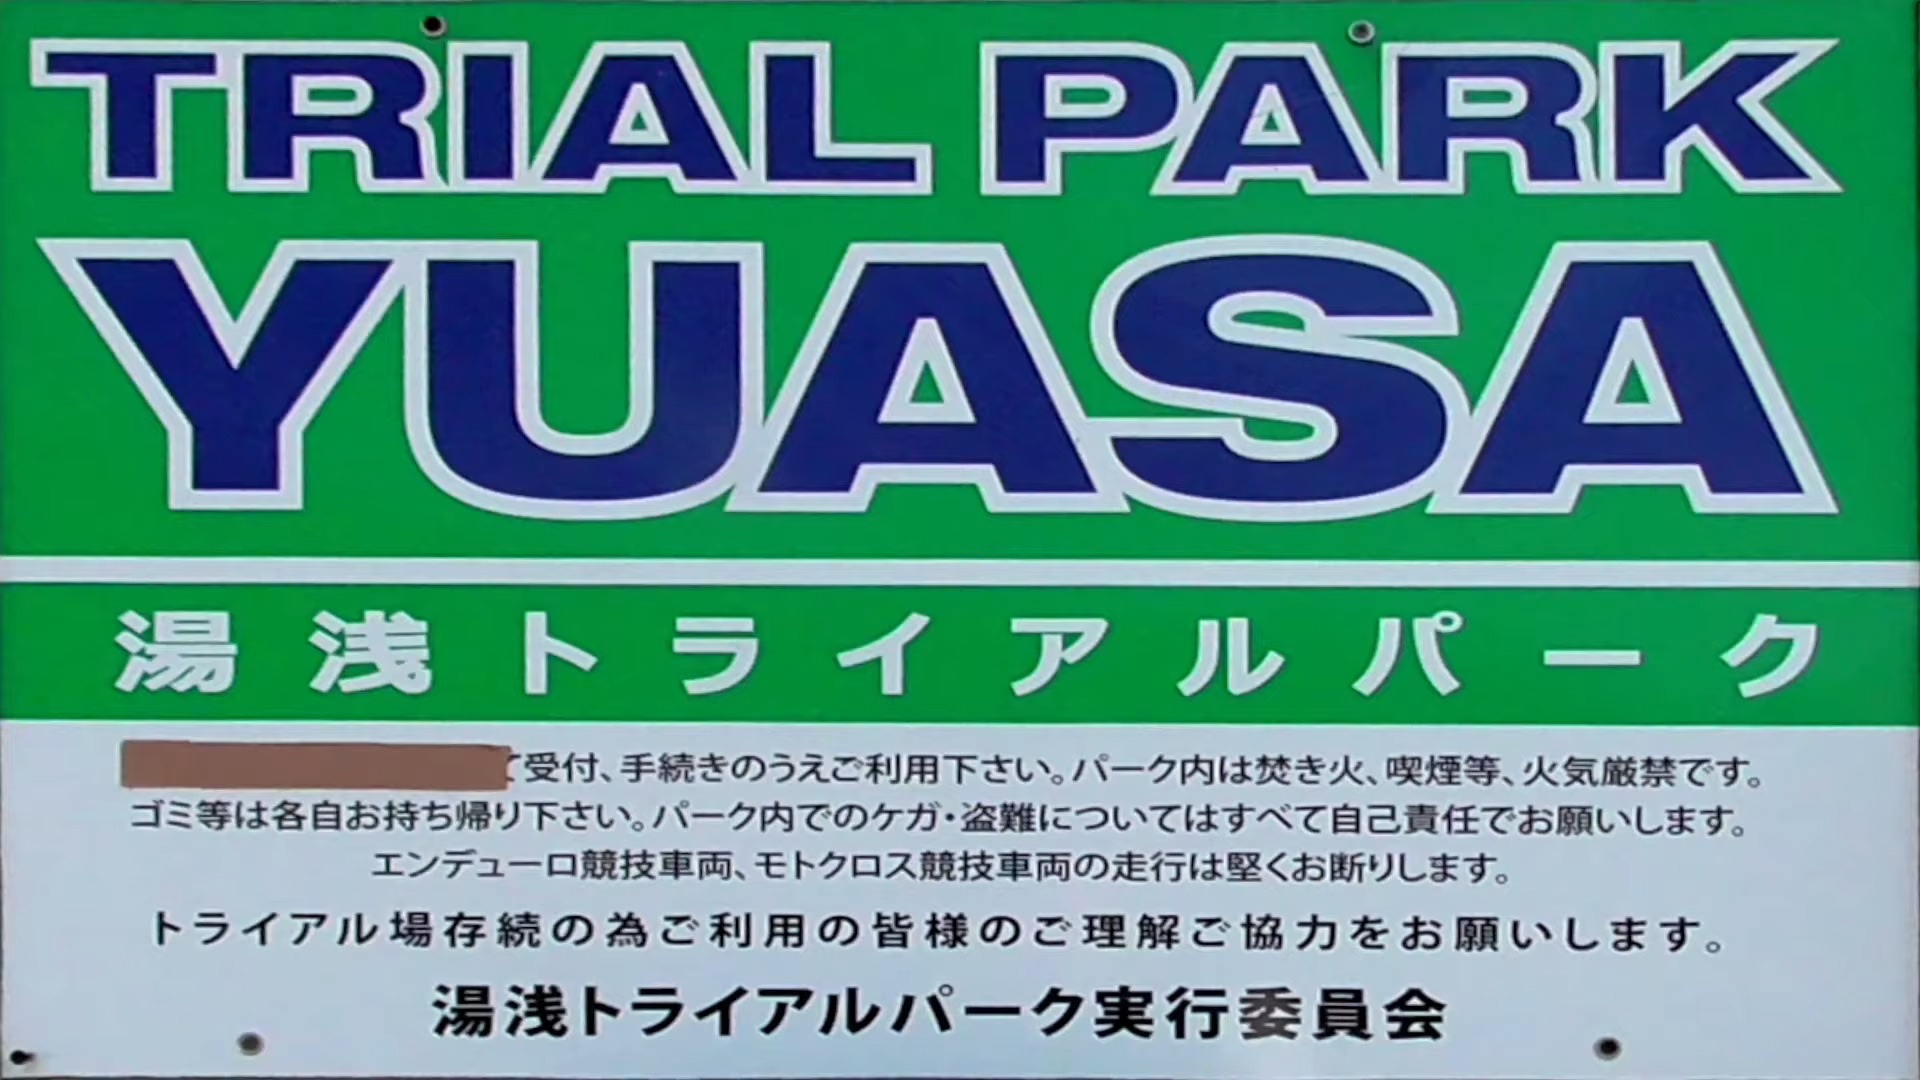 TRIAL PARK
YUASA
湯浅トライアルパーク
て受付、手続きのうえご利用下さい。パーク内は焚き火、喫煙等、火気厳禁です。
ゴミ等は各自お持ち帰り下さい。パーク内でのケガ・盗難についてはすべて自己責任でお願いします。
エンデューロ競技車両、モトクロス競技車両の走行は堅くお断りします。
トライアル場存続の為ご利用の皆様のご理解ご協力をお願いします。
湯浅トライアルパーク実行委員会